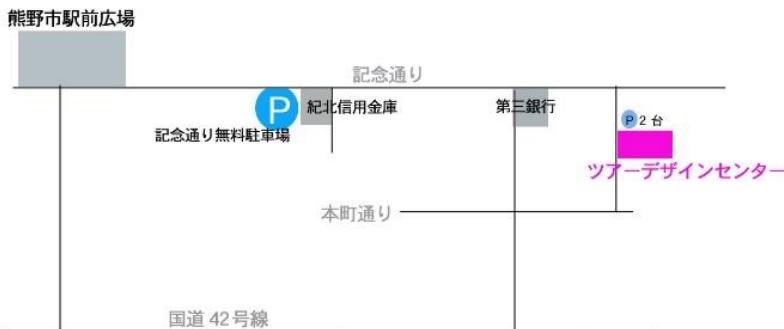 熊野市駅前広場
記念通り
P
紀北信用金庫
第三銀行
P 2台
記念通り無料駐車場
ツアーデザインセンター
本町通り
国道42号線